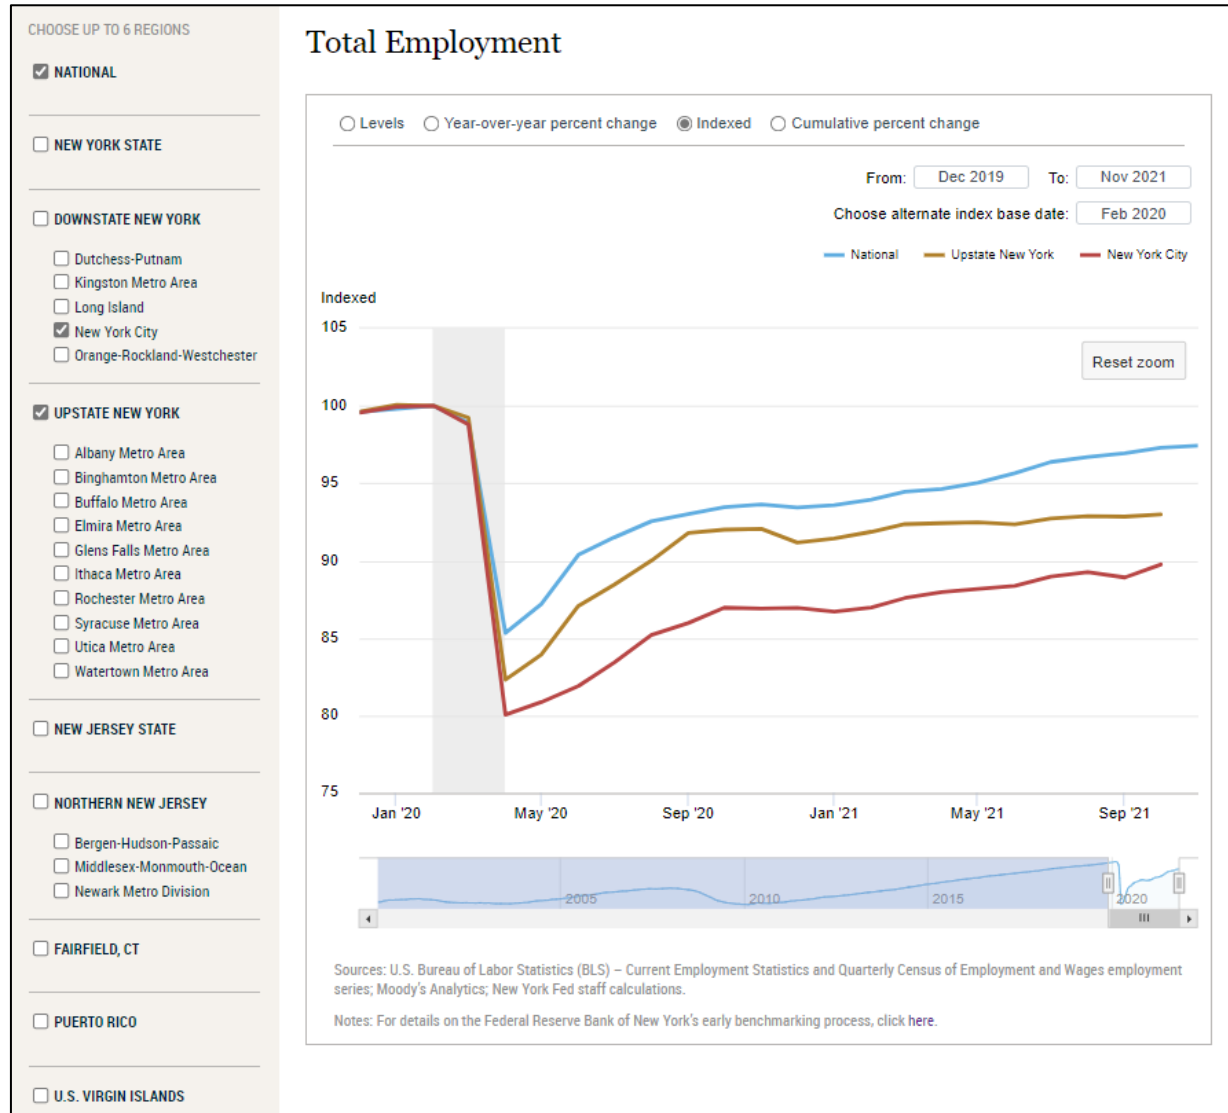 CHOOSE UP TO 6 REGIONS
NATIONAL
NEW YORK STATE
DOWNSTATE NEW YORK
Dutchess-Putnam
Kingston Metro Area
Long Island
New York City
Orange-Rockland-Westchester
UPSTATE NEW YORK
Albany Metro Area
Binghamton Metro Area
Buffalo Metro Area
Elmira Metro Area
Glens Falls Metro Area
Ithaca Metro Area
Rochester Metro Area
Syracuse Metro Area
Utica Metro Area
Watertown Metro Area
NEW JERSEY STATE
NORTHERN NEW JERSEY
Bergen-Hudson-Passaic
Middlesex-Monmouth-Ocean
Newark Metro Division
FAIRFIELD, CT
PUERTO RICO
U.S. VIRGIN ISLANDS
Total Employment
Levels Year-over-year percent change Indexed Cumulative percent change
From: Dec 2019 To: Nov 2021
Choose alternate index base date: Feb 2020
National Upstate New York New York City
Indexed
105
Reset zoom
100
95
90
85
80
75
Jan '20 May '20 Sep '20 Jan '21 May '21 Sep '21
2005 2010 2015 2020
Sources: U.S. Bureau of Labor Statistics (BLS) – Current Employment Statistics and Quarterly Census of Employment and Wages employment
series; Moody's Analytics; New York Fed staff calculations.
Notes: For details on the Federal Reserve Bank of New York's early benchmarking process, click here.